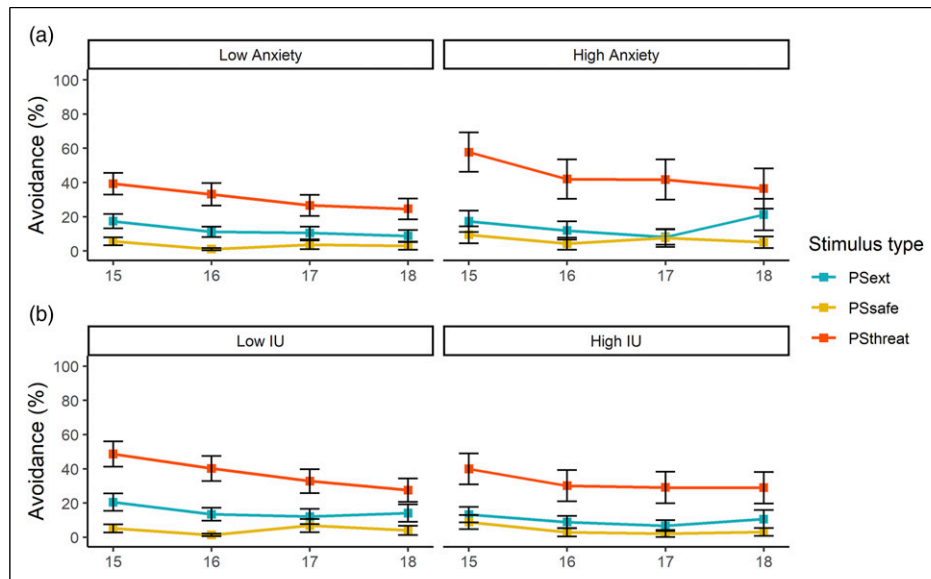 (a)
Low Anxiety
High Anxiety
Avoidance (%)
100
80
60
40
20
0
15
16
17
18
15
16
17
18
Stimulus type
PSext
PSsafe
PSthreat
(b)
Low IU
High IU
Avoidance (%)
100
80
60
40
20
0
15
16
17
18
15
16
17
18